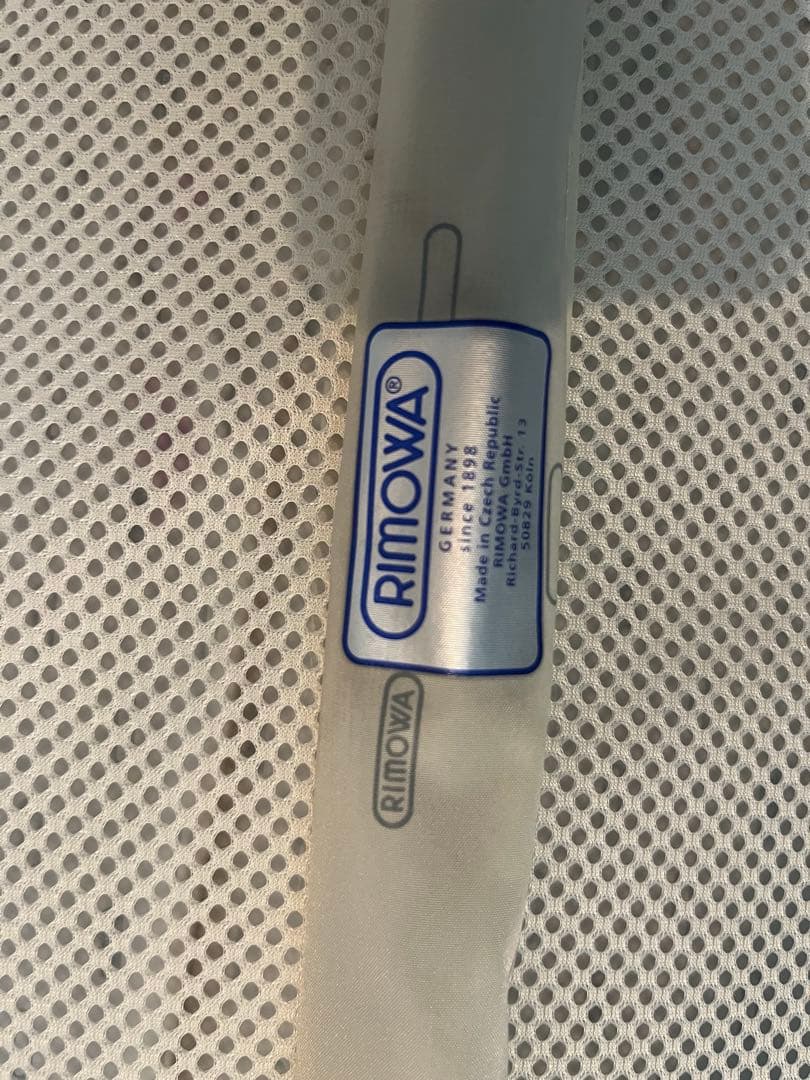 RIMOWA®
GERMANY
since 1898
Made in Czech Republic
RIMOWA GmbH
Richard-Byrd-Str. 13
50829 Köln
RIMOWA